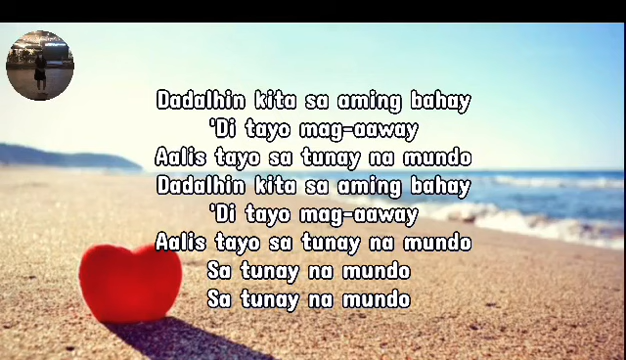 Dadalhin kita sa aming bahay
'Di tayo mag-aaway
Aalis tayo sa tunay na mundo
Dadalhin kita sa aming bahay
'Di tayo mag-aaway
Aalis tayo sa tunay na mundo
Sa tunay na mundo
Sa tunay na mundo